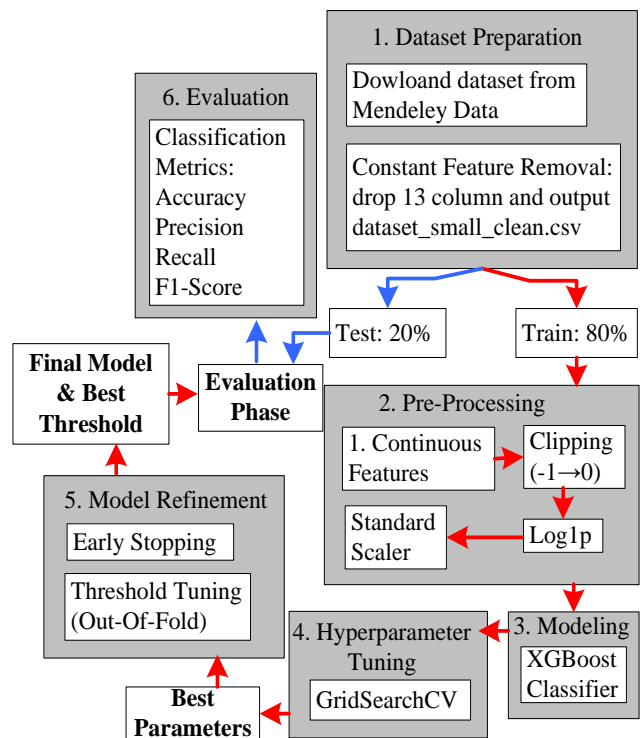 1. Dataset Preparation
Dowloand dataset from
Mendeley Data
Constant Feature Removal:
drop 13 column and output
dataset_small_clean.csv
6. Evaluation
Classification
Metrics:
Accuracy
Precision
Recall
F1-Score
Test: 20%
Train: 80%
Final Model
& Best
Threshold
Evaluation
Phase
2. Pre-Processing
1. Continuous
Features
Clipping
(-1→0)
Standard
Scaler
Log1p
5. Model Refinement
Early Stopping
Threshold Tuning
(Out-Of-Fold)
4. Hyperparameter
Tuning
GridSearchCV
3. Modeling
XGBoost
Classifier
Best
Parameters